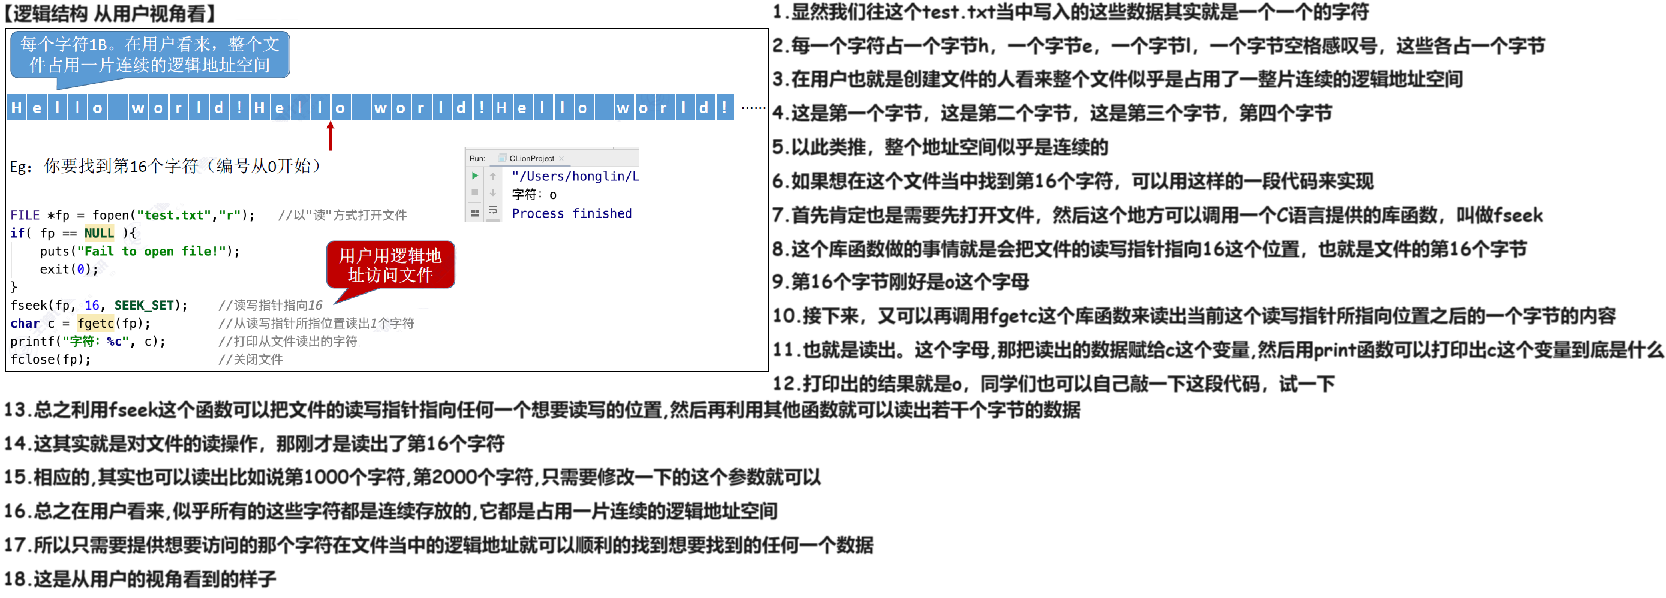 【逻辑结构 从用户视角看】
每个字符1B。在用户看来，整个文
件占用一片连续的逻辑地址空间
Hello world!Hello world!Hello world! ......
Eg：你要找到第16个字符（编号从0开始）
Run: CLionProject ×
"/Users/honglin/L
字符：o
Process finished
FILE *fp = fopen("test.txt","r"); //以"读"方式打开文件
if( fp == NULL ){
puts("Fail to open file!");
exit(0);
}
用户用逻辑地
址访问文件
fseek(fp, 16, SEEK_SET); //读写指针指向16
char c = fgetc(fp); //从读写指针所指位置读出1个字符
printf("字符：%c", c); //打印从文件读出的字符
fclose(fp); //关闭文件
1.显然我们往这个test.txt当中写入的这些数据其实就是一个一个的字符
2.每一个字符占一个字节h，一个字节e，一个字节l，一个字节空格感叹号，这些各占一个字节
3.在用户也就是创建文件的人看来整个文件似乎是占用了一整片连续的逻辑地址空间
4.这是第一个字节，这是第二个字节，这是第三个字节，第四个字节
5.以此类推，整个地址空间似乎是连续的
6.如果想在这个文件当中找到第16个字符，可以用这样的一段代码来实现
7.首先肯定也是需要先打开文件，然后这个地方可以调用一个C语言提供的库函数，叫做fseek
8.这个库函数做的事情就是会把文件的读写指针指向16这个位置，也就是文件的第16个字节
9.第16个字节刚好是o这个字母
10.接下来，又可以再调用fgetc这个库函数来读出当前这个读写指针所指向位置之后的一个字节的内容
11.也就是读出。这个字母,那把读出的数据赋给c这个变量,然后用print函数可以打印出c这个变量到底是什么
12.打印出的结果就是o，同学们也可以自己敲一下这段代码，试一下
13.总之利用fseek这个函数可以把文件的读写指针指向任何一个想要读写的位置,然后再利用其他函数就可以读出若干个字节的数据
14.这其实就是对文件的读操作，那刚才是读出了第16个字符
15.相应的,其实也可以读出比如说第1000个字符,第2000个字符,只需要修改一下的这个参数就可以
16.总之在用户看来,似乎所有的这些字符都是连续存放的,它都是占用一片连续的逻辑地址空间
17.所以只需要提供想要访问的那个字符在文件当中的逻辑地址就可以顺利的找到想要找到的任何一个数据
18.这是从用户的视角看到的样子